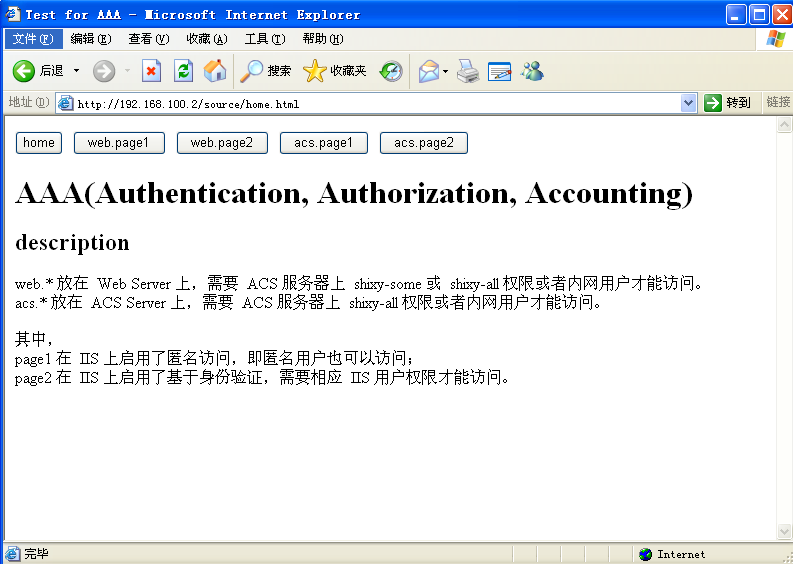 Test for AAA - Microsoft Internet Explorer
文件(F) 编辑(E) 查看(V) 收藏(A) 工具(T) 帮助(H)
后退 搜索 收藏夹
地址(D) http://192.168.100.2/source/home.html 转到 链接
home web.page1 web.page2 acs.page1 acs.page2
AAA(Authentication, Authorization, Accounting)
description
web.* 放在 Web Server 上，需要 ACS 服务器上 shixy-some 或 shixy-all 权限或者内网用户才能访问。
acs.* 放在 ACS Server 上，需要 ACS 服务器上 shixy-all 权限或者内网用户才能访问。
其中，
page1 在 IIS 上启用了匿名访问，即匿名用户也可以访问；
page2 在 IIS 上启用了基于身份验证，需要相应 IIS 用户权限才能访问。
完毕 Internet